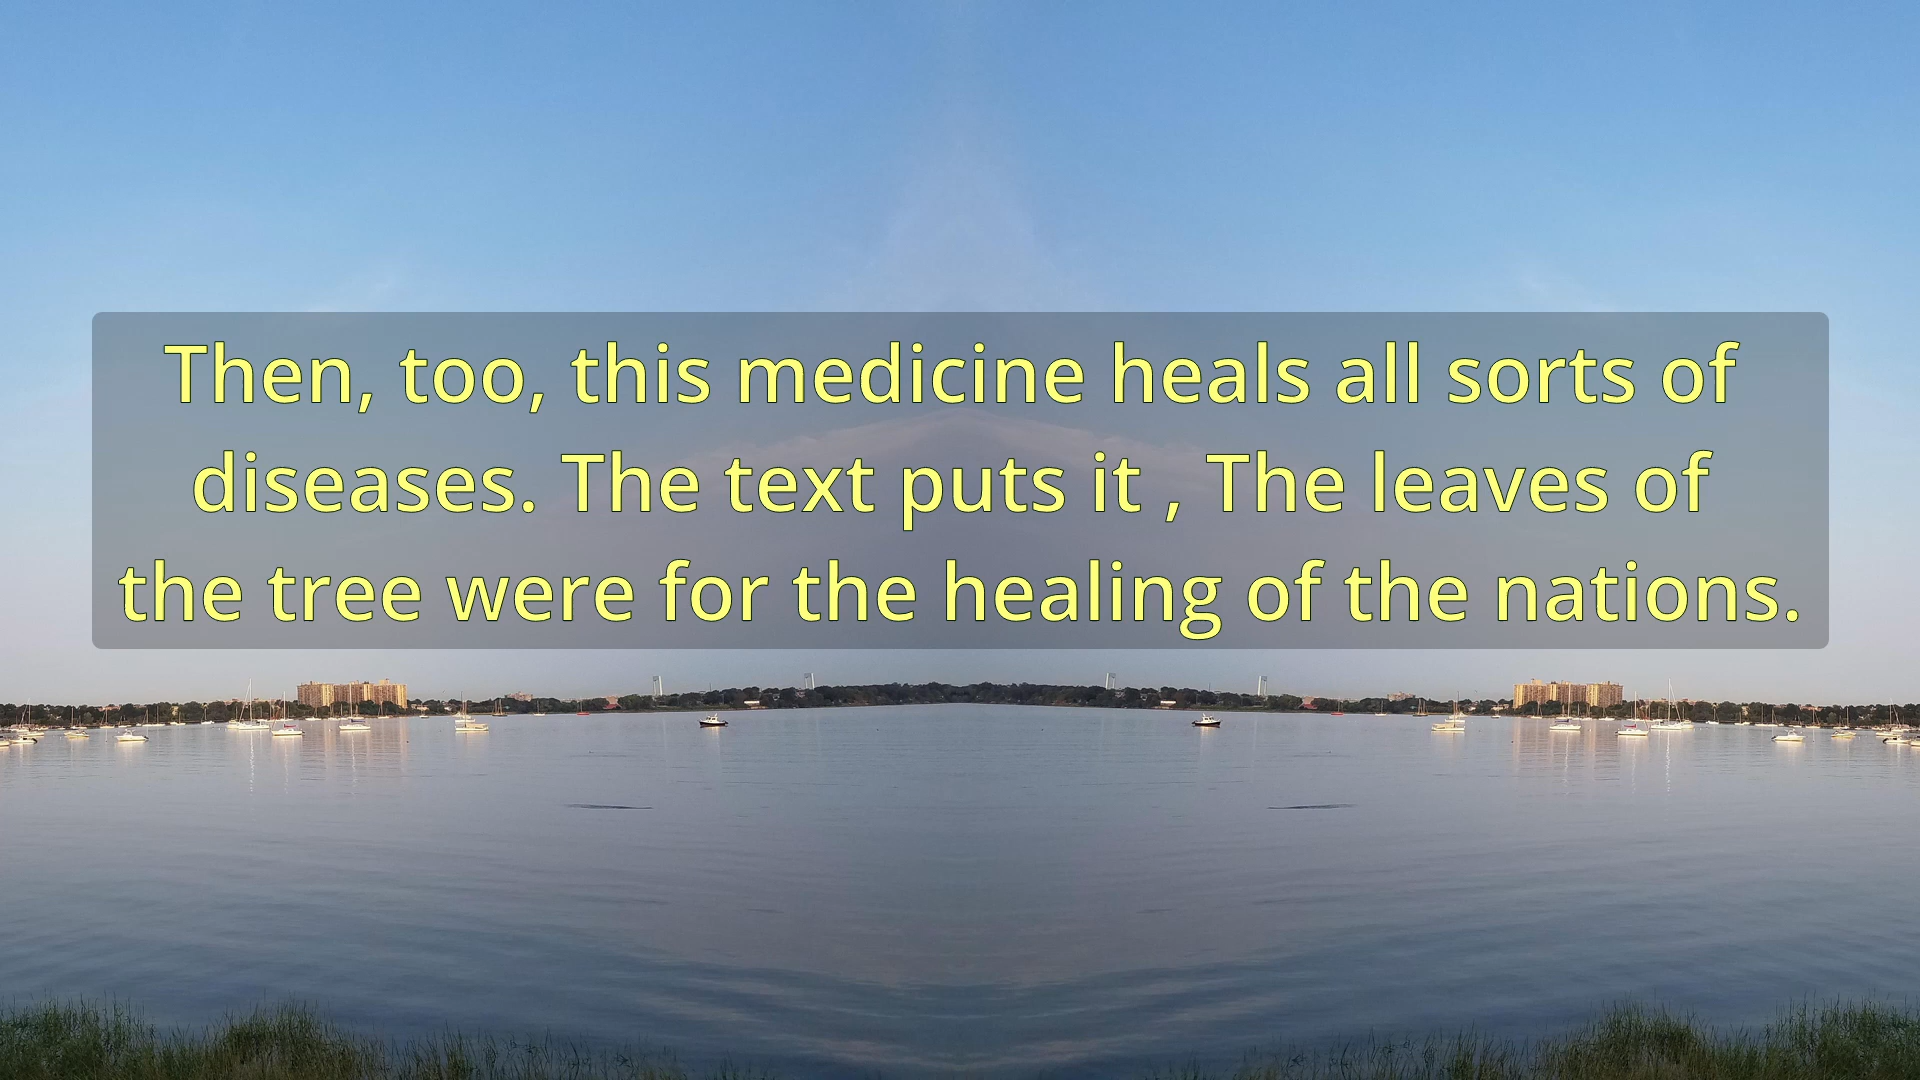 Then, too, this medicine heals all sorts of
diseases. The text puts it , The leaves of
the tree were for the healing of the nations.